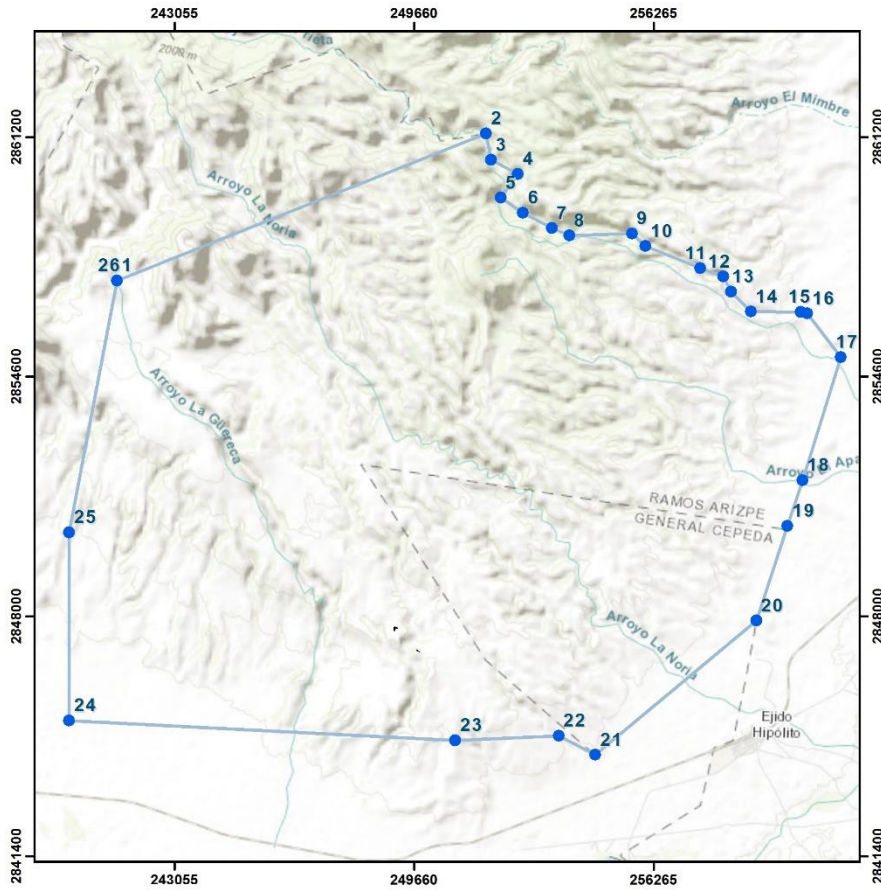 243055 249660 256265
2861200
2854600
2848000
2841400
2861200
2854600
2848000
2841400
2008 m
Arroyo El Mimbre
2
3
4
5
6
7
8
9
10
11
12
13
14
15
16
17
Arroyo La Noria
261
Arroyo La Güereca
Arroyo El Apa
18
RAMOS ARIZPE
GENERAL CEPEDA
19
25
20
Arroyo La Noria
24
23
22
21
Ejido
Hipólito
243055 249660 256265